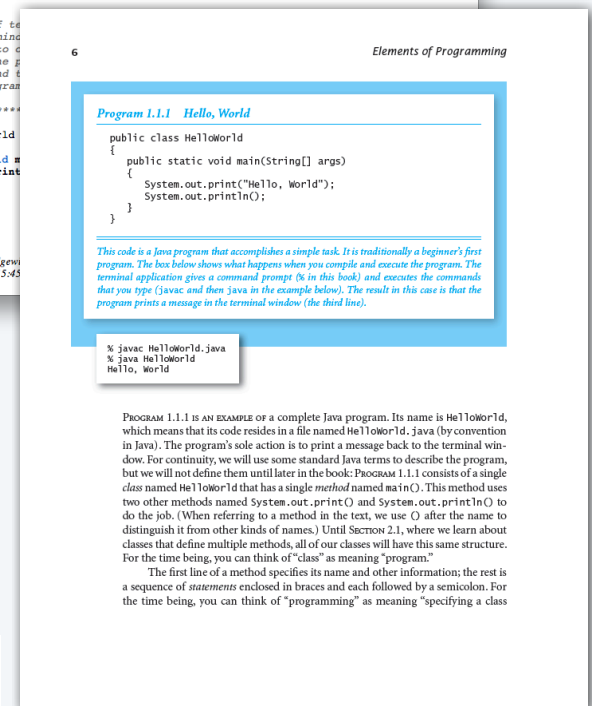 6 Elements of Programming
Program 1.1.1 Hello, World
public class HelloWorld
{
public static void main(String[] args)
{
System.out.print("Hello, World");
System.out.println();
}
}
This code is a Java program that accomplishes a simple task. It is traditionally a beginner's first
program. The box below shows what happens when you compile and execute the program. The
terminal application gives a command prompt (% in this book) and executes the commands
that you type (javac and then java in the example below). The result in this case is that the
program prints a message in the terminal window (the third line).
% javac HelloWorld.java
% java HelloWorld
Hello, World
PROGRAM 1.1.1 IS AN EXAMPLE OF a complete Java program. Its name is HelloWorld,
which means that its code resides in a file named HelloWorld.java (by convention
in Java). The program's sole action is to print a message back to the terminal win-
dow. For continuity, we will use some standard Java terms to describe the program,
but we will not define them until later in the book: PROGRAM 1.1.1 consists of a single
class named HelloWorld that has a single method named main(). This method uses
two other methods named System.out.print() and System.out.println() to
do the job. (When referring to a method in the text, we use () after the name to
distinguish it from other kinds of names.) Until SECTION 2.1, where we learn about
classes that define multiple methods, all of our classes will have this same structure.
For the time being, you can think of "class" as meaning "program."
The first line of a method specifies its name and other information; the rest is
a sequence of statements enclosed in braces and each followed by a semicolon. For
the time being, you can think of "programming" as meaning "specifying a class